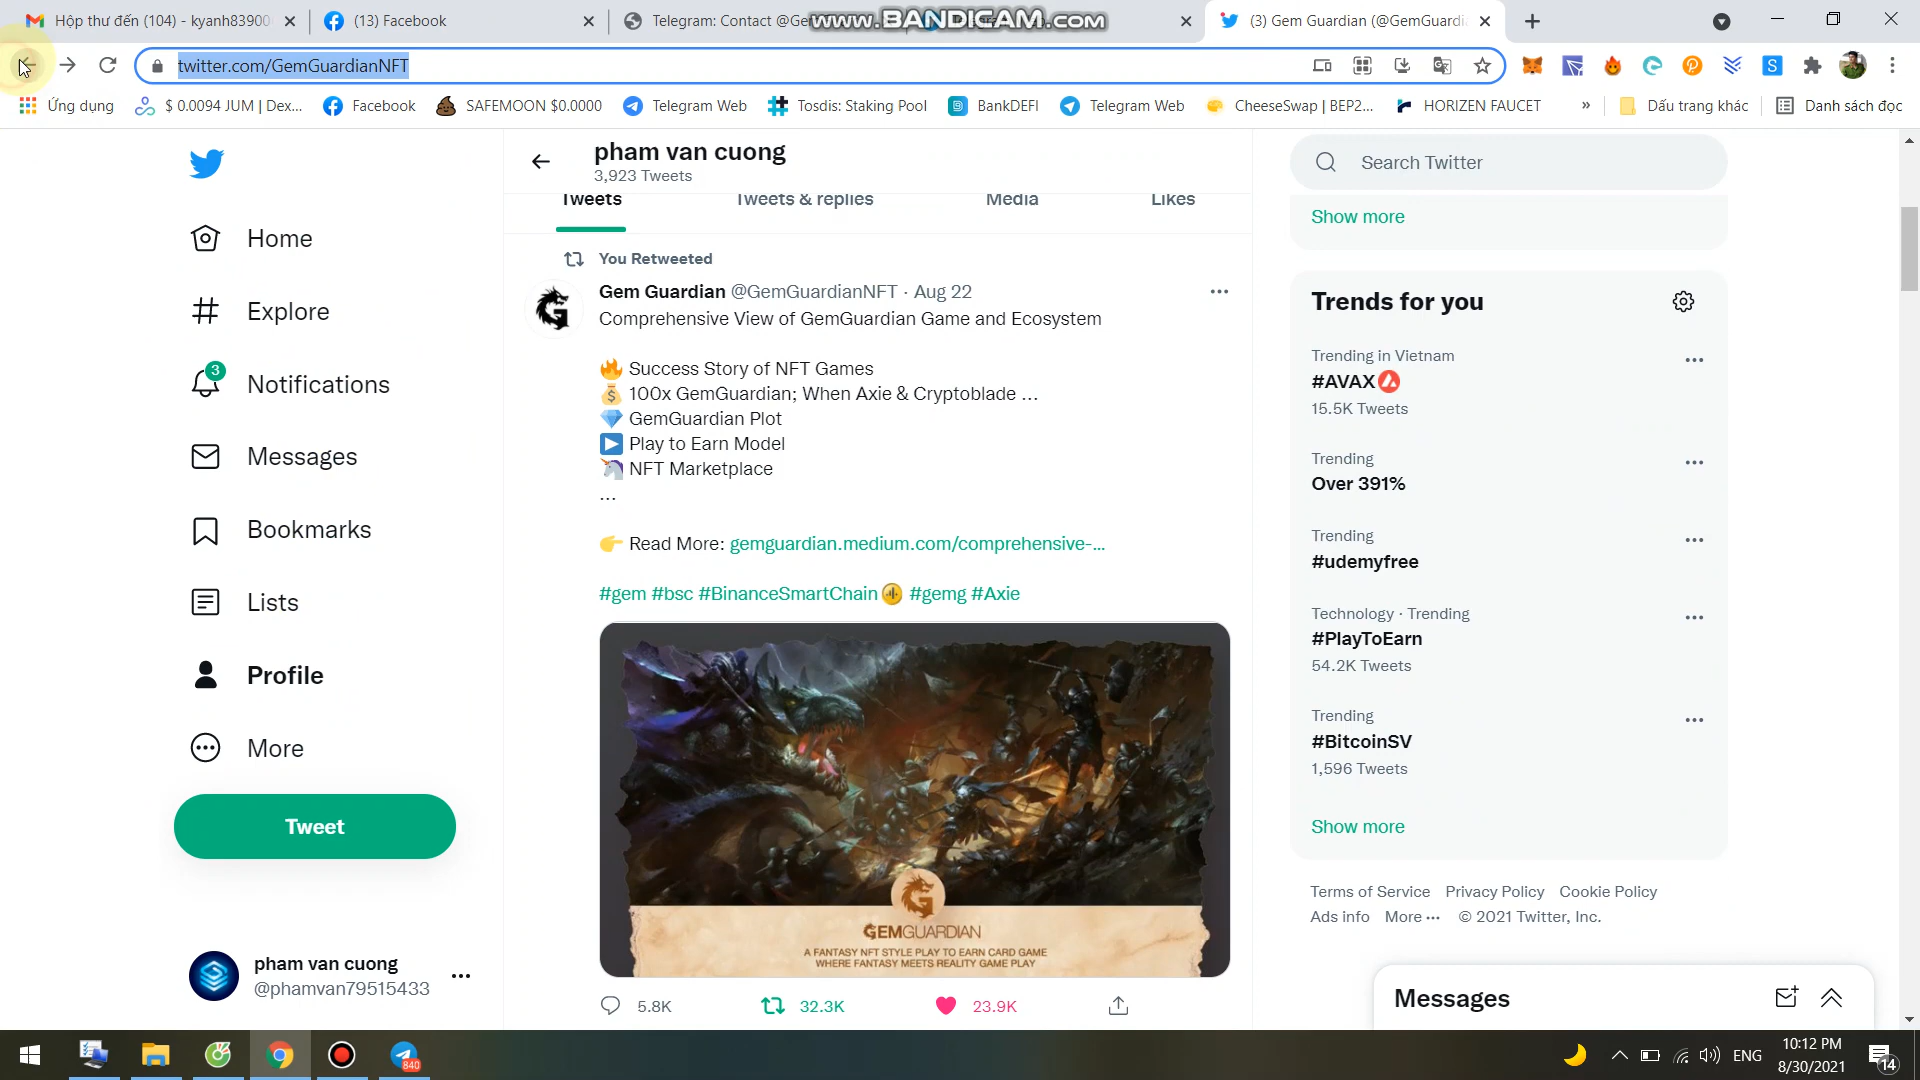 Hộp thư đến (104) - kyanh83900
(13) Facebook
Telegram: Contact @Ge
www.BANDICAM.com
(3) Gem Guardian (@GemGuardi
twitter.com/GemGuardianNFT
Ứng dụng
$ 0.0094 JUM | Dex...
Facebook
SAFEMOON $0.0000
Telegram Web
Tosdis: Staking Pool
BankDEFI
Telegram Web
CheeseSwap | BEP2...
HORIZEN FAUCET
»
Dấu trang khác
Danh sách đọc
pham van cuong
3,923 Tweets
Tweets
Tweets & replies
Media
Likes
Home
Explore
3
Notifications
Messages
Bookmarks
Lists
Profile
More
Tweet
pham van cuong
@phamvan79515433
You Retweeted
Gem Guardian @GemGuardianNFT · Aug 22
Comprehensive View of GemGuardian Game and Ecosystem
🔥 Success Story of NFT Games
💰 100x GemGuardian; When Axie & Cryptoblade ...
💎 GemGuardian Plot
▶️ Play to Earn Model
🦄 NFT Marketplace
...
👉 Read More: gemguardian.medium.com/comprehensive-...
#gem #bsc #BinanceSmartChain #gemg #Axie
GEMGUARDIAN
A FANTASY NFT STYLE PLAY TO EARN CARD GAME
WHERE FANTASY MEETS REALITY GAME PLAY
5.8K
32.3K
23.9K
Search Twitter
Show more
Trends for you
Trending in Vietnam
#AVAX
15.5K Tweets
Trending
Over 391%
Trending
#udemyfree
Technology · Trending
#PlayToEarn
54.2K Tweets
Trending
#BitcoinSV
1,596 Tweets
Show more
Terms of Service Privacy Policy Cookie Policy
Ads info More ··· © 2021 Twitter, Inc.
Messages
840
ENG
10:12 PM
8/30/2021
14